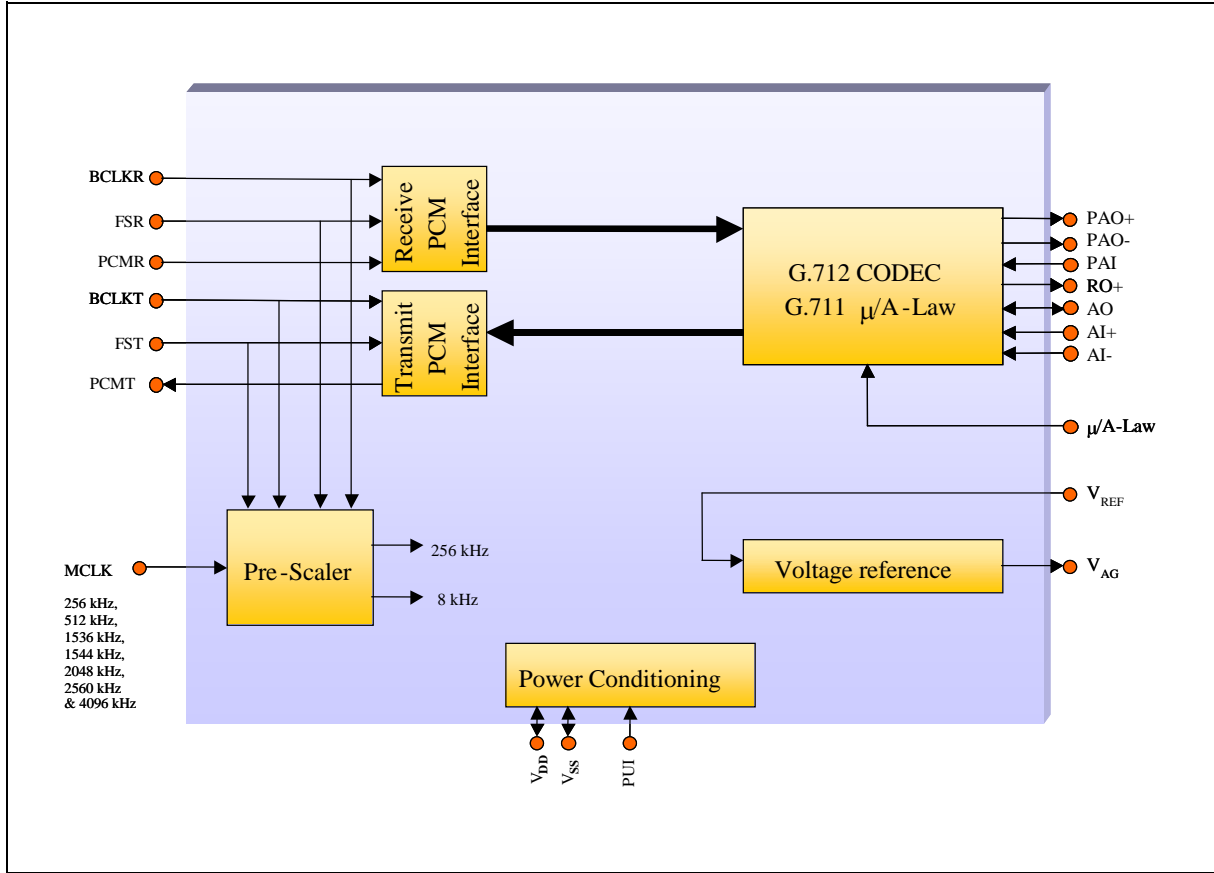 BCLKR
FSR
PCMR
BCLKT
FST
PCMT
Receive
PCM
Interface
Transmit
PCM
Interface
G.712 CODEC
G.711 μ/A-Law
PAO+
PAO-
PAI
RO+
AO
AI+
AI-
μ/A-Law
VREF
VAG
MCLK
256 kHz,
512 kHz,
1536 kHz,
1544 kHz,
2048 kHz,
2560 kHz
& 4096 kHz
Pre-Scaler
256 kHz
8 kHz
Voltage reference
Power Conditioning
VDD
VSS
PUI